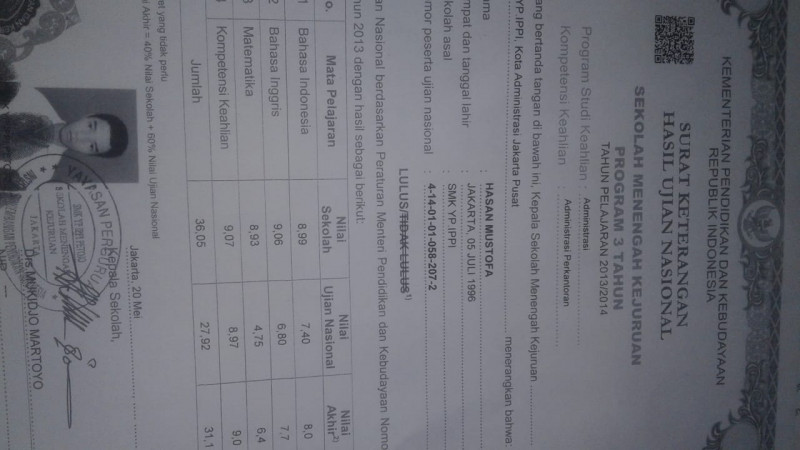 KEMENTERIAN PENDIDIKAN DAN KEBUDAYAAN
REPUBLIK INDONESIA
SURAT KETERANGAN
HASIL UJIAN NASIONAL
SEKOLAH MENENGAH KEJURUAN
PROGRAM 3 TAHUN
TAHUN PELAJARAN 2013/2014
Program Studi Keahlian : Administrasi
Kompetensi Keahlian : Administrasi Perkantoran
ang bertanda tangan di bawah ini, Kepala Sekolah Menengah Kejuruan
YP.IPPI, Kota Administrasi Jakarta Pusat menerangkan bahwa:
ama : HASAN MUSTOFA
mpat dan tanggal lahir : JAKARTA, 05 JULI 1996
kolah asal : SMK YP.IPPI
mor peserta ujian nasional : 4-14-01-01-058-207-2
LULUS/TIDAK LULUS¹⁾
an Nasional berdasarkan Peraturan Menteri Pendidikan dan Kebudayaan Nomo
hun 2013 dengan hasil sebagai berikut:
o. Mata Pelajaran Nilai Sekolah Nilai Ujian Nasional Nilai Akhir²⁾
1 Bahasa Indonesia 8,99 7,40 8,0
2 Bahasa Inggris 9,06 6,80 7,7
3 Matematika 8,93 4,75 6,4
4 Kompetensi Keahlian 9,07 8,97 9,0
Jumlah 36,05 27,92 31,1
ret yang tidak perlu
i Akhir = 40% Nilai Sekolah + 60% Nilai Ujian Nasional
Jakarta, 20 Mei
Kepala Sekolah,
YAYASAN PERGURUAN
SEKOLAH MENENGAH
KEJURUAN
JAKARTA
MUKIDJO MARTOYO
NIP